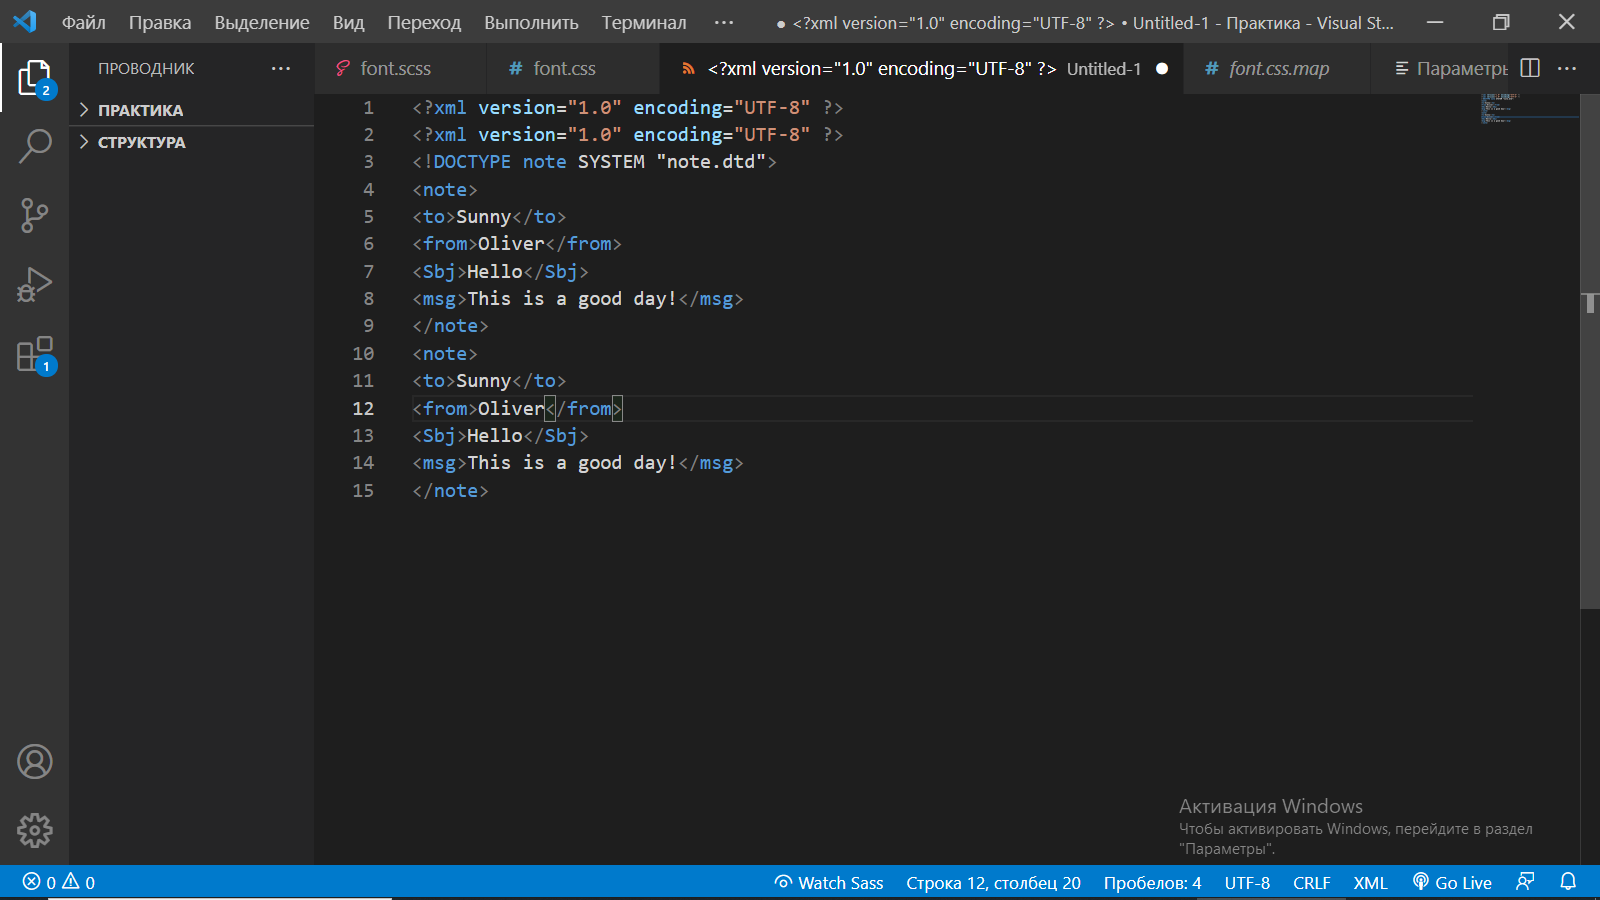 Файл Правка Выделение Вид Переход Выполнить Терминал ··· ● <?xml version="1.0" encoding="UTF-8" ?> • Untitled-1 - Практика - Visual St...
ПРОВОДНИК ···
font.scss # font.css <?xml version="1.0" encoding="UTF-8" ?> Untitled-1 ● # font.css.map Параметры ···
2
ПРАКТИКА
СТРУКТУРА
1 <?xml version="1.0" encoding="UTF-8" ?>
2 <?xml version="1.0" encoding="UTF-8" ?>
3 <!DOCTYPE note SYSTEM "note.dtd">
4 <note>
5 <to>Sunny</to>
6 <from>Oliver</from>
7 <Sbj>Hello</Sbj>
8 <msg>This is a good day!</msg>
9 </note>
10 <note>
11 <to>Sunny</to>
12 <from>Oliver</from>
13 <Sbj>Hello</Sbj>
14 <msg>This is a good day!</msg>
15 </note>
1
Активация Windows
Чтобы активировать Windows, перейдите в раздел
"Параметры".
0 0 Watch Sass Строка 12, столбец 20 Пробелов: 4 UTF-8 CRLF XML Go Live